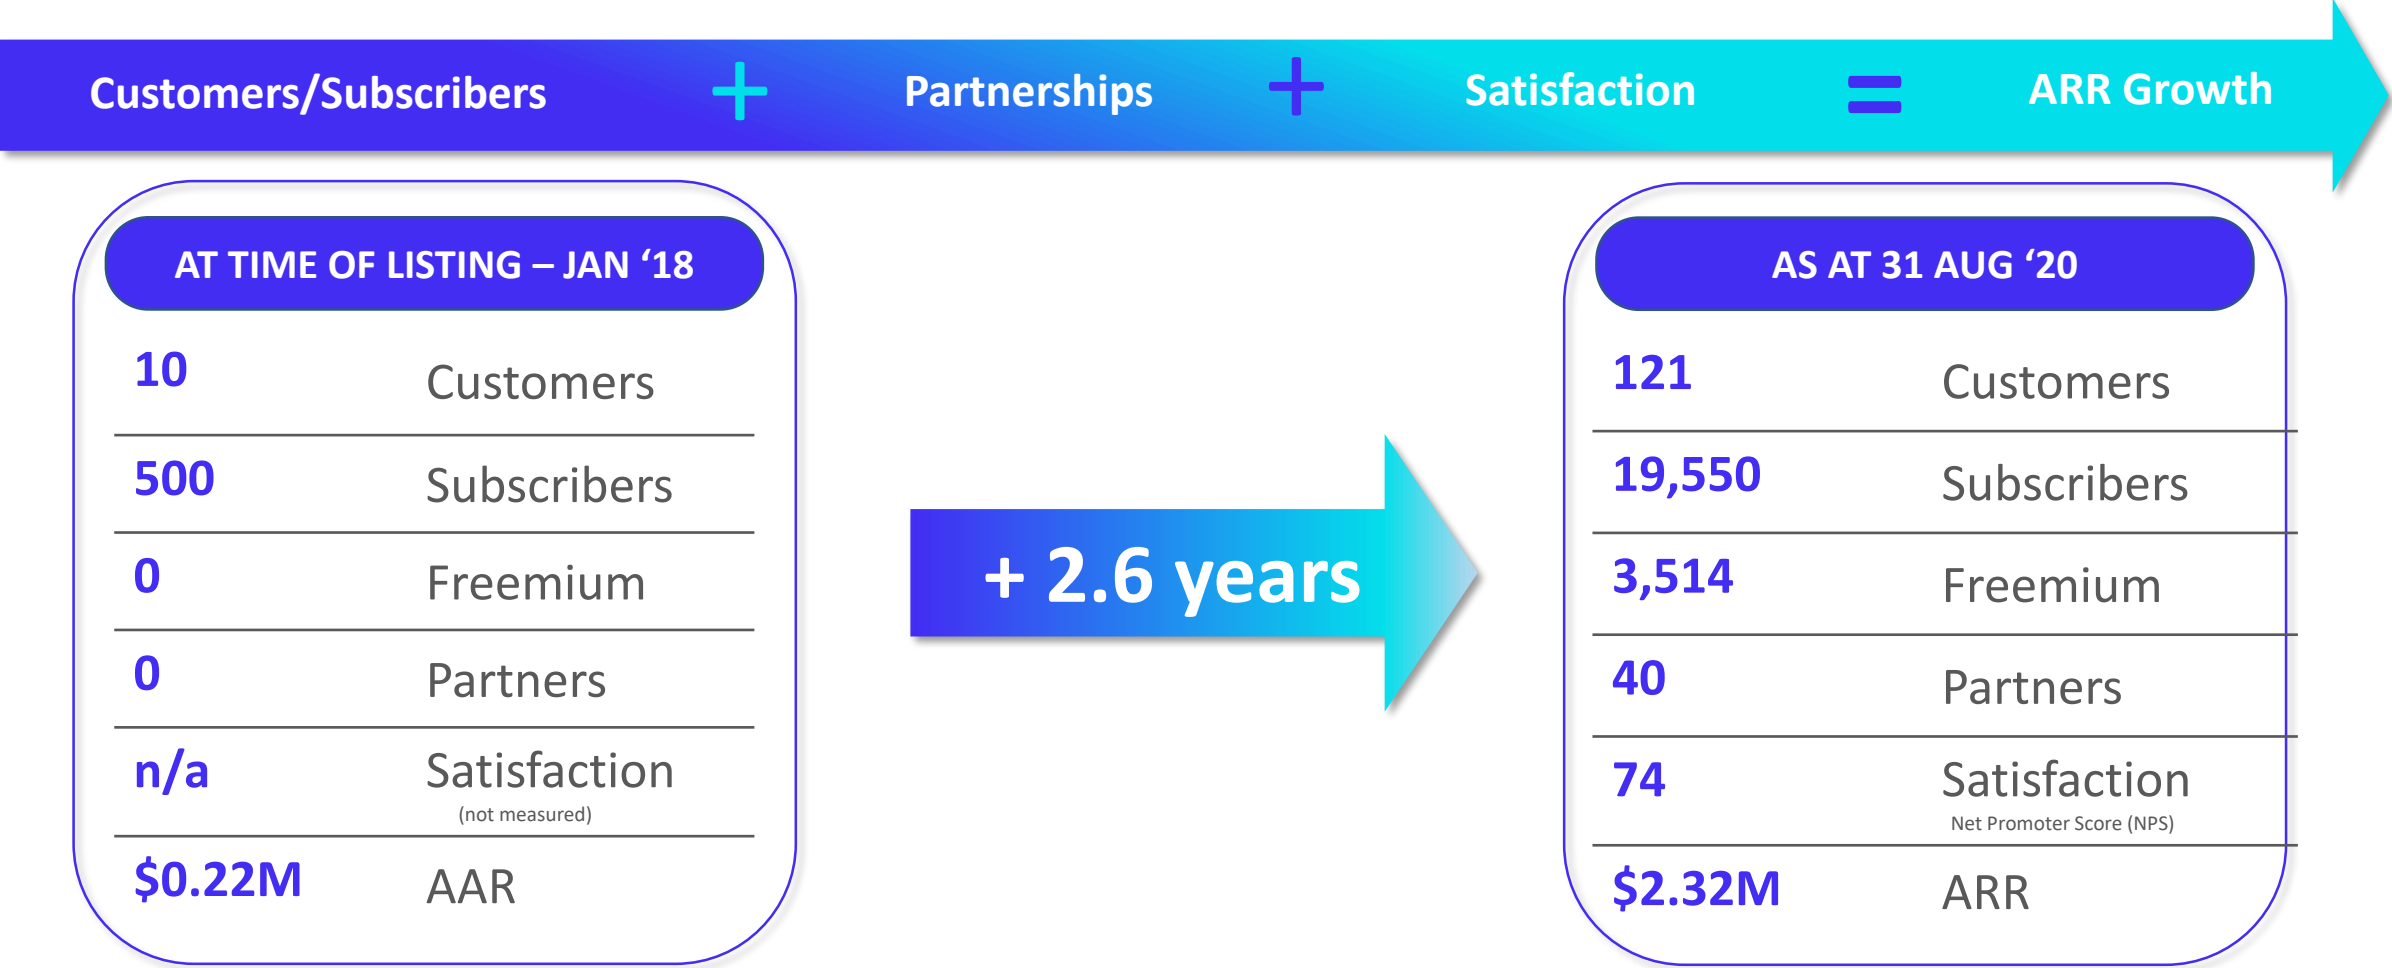 Customers/Subscribers + Partnerships + Satisfaction = ARR Growth
AT TIME OF LISTING – JAN ‘18
10 Customers
500 Subscribers
0 Freemium
0 Partners
n/a Satisfaction
(not measured)
$0.22M AAR
+ 2.6 years
AS AT 31 AUG ‘20
121 Customers
19,550 Subscribers
3,514 Freemium
40 Partners
74 Satisfaction
Net Promoter Score (NPS)
$2.32M ARR